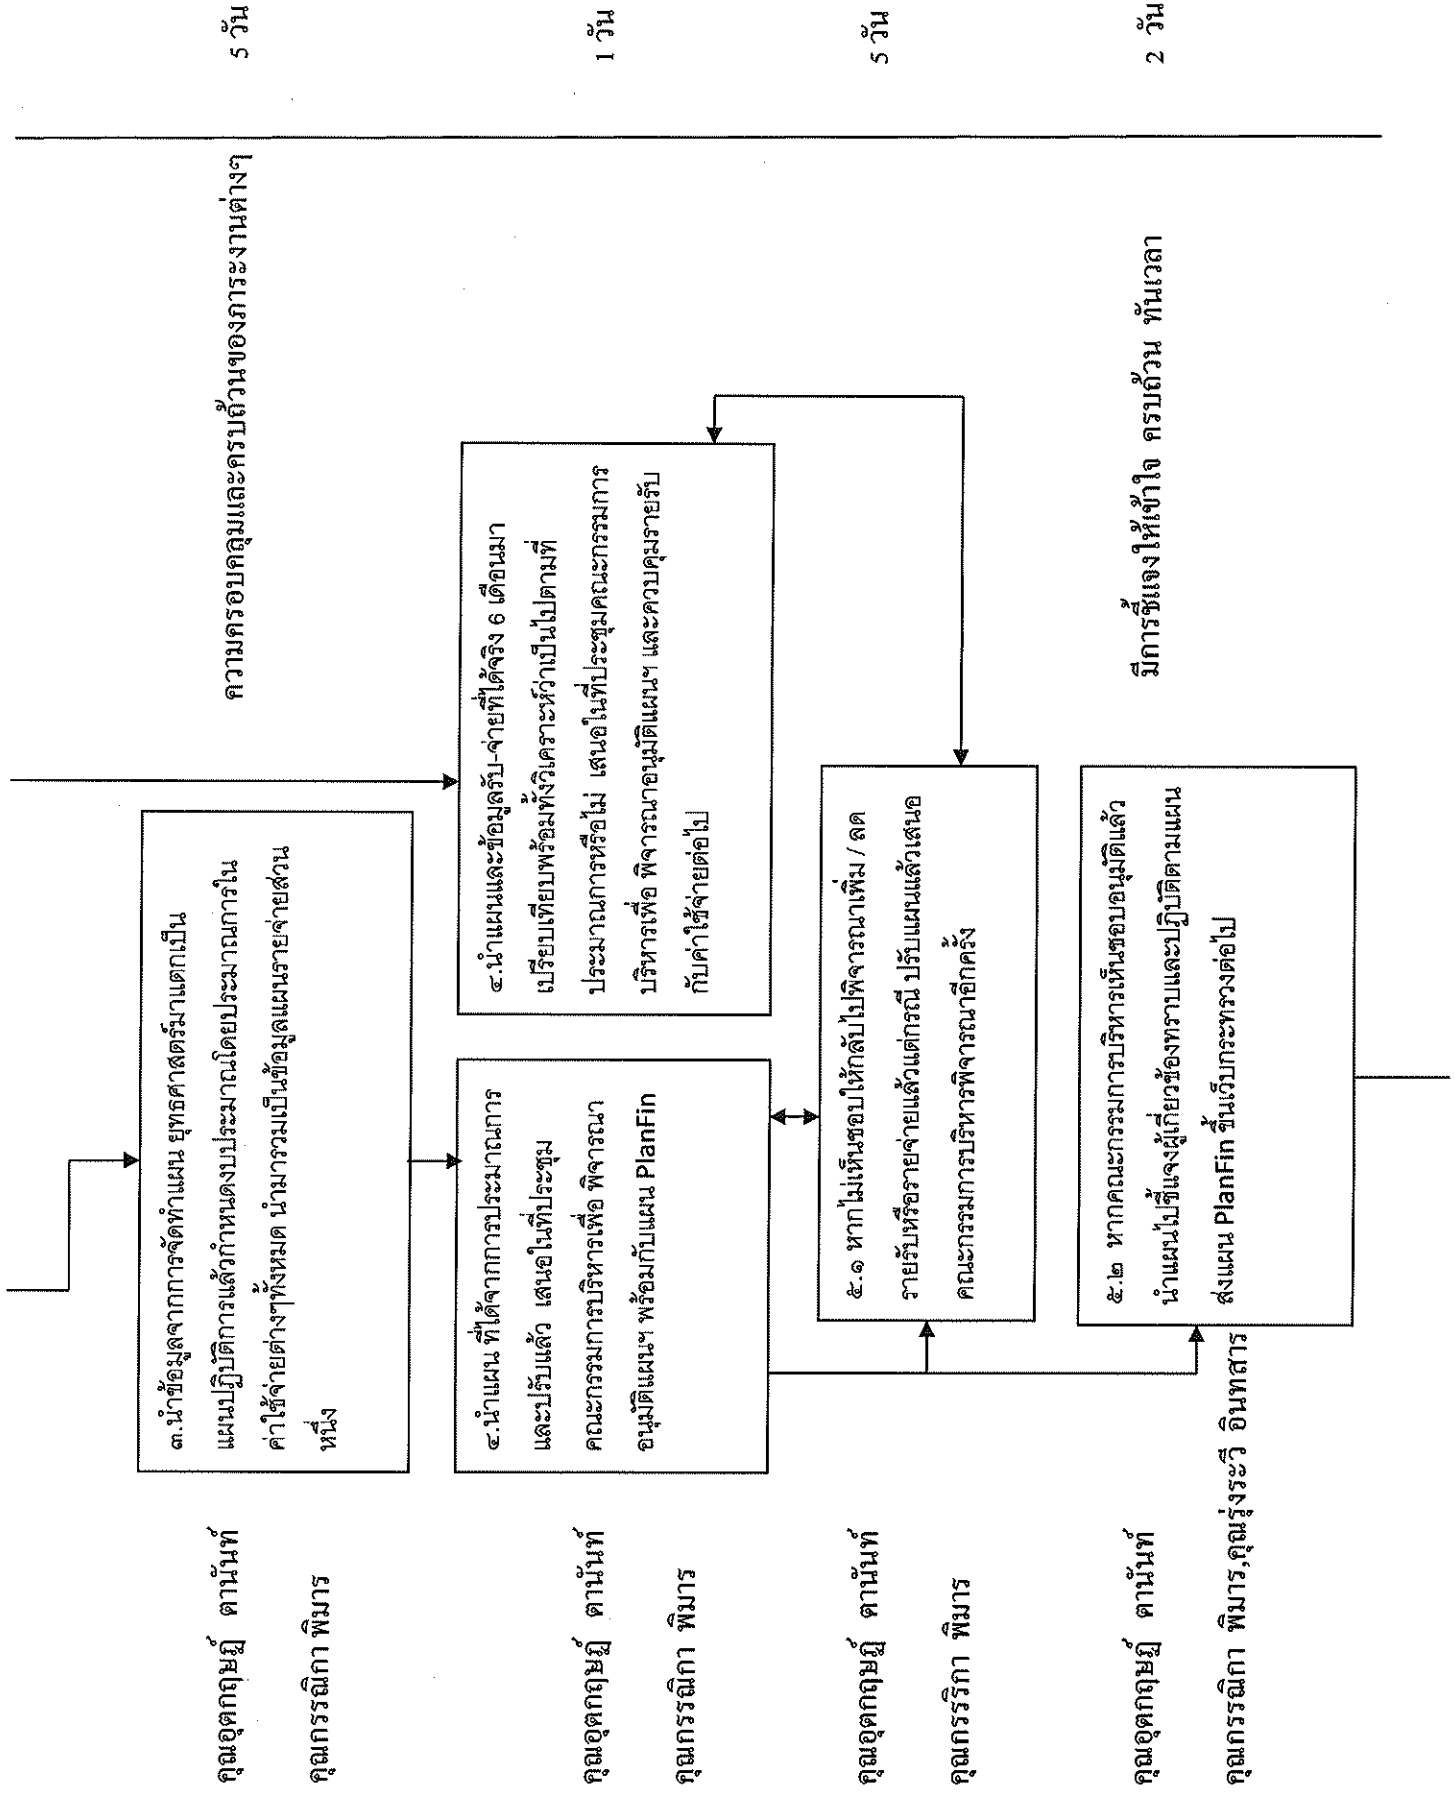 คุณอุตกฤษฏ์ ตานันท์
คุณกรรณิกา พิมาร
๓.นำข้อมูลจากการจัดทำแผน ยุทธศาสตร์มาแตกเป็น
แผนปฏิบัติการแล้วกำหนดงบประมาณโดยประมาณการใน
ค่าใช้จ่ายต่างๆทั้งหมด นำมารวมเป็นข้อมูลแผนรายจ่ายส่วน
หนึ่ง
ความครอบคลุมและครบถ้วนของภาระงานต่างๆ
5 วัน
คุณอุตกฤษฏ์ ตานันท์
คุณกรรณิกา พิมาร
๔.นำแผน ที่ได้จากการประมาณการ
และปรับแล้ว เสนอในที่ประชุม
คณะกรรมการบริหารเพื่อ พิจารณา
อนุมัติแผนฯ พร้อมกับแผน PlanFin
๔.นำแผนและข้อมูลรับ-จ่ายที่ได้จริง 6 เดือนมา
เปรียบเทียบพร้อมทั้งวิเคราะห์ว่าเป็นไปตามที่
ประมาณการหรือไม่ เสนอในที่ประชุมคณะกรรมการ
บริหารเพื่อ พิจารณาอนุมัติแผนฯ และควบคุมรายรับ
กับค่าใช้จ่ายต่อไป
1 วัน
คุณอุตกฤษฏ์ ตานันท์
คุณกรริกา พิมาร
๕.๑ หากไม่เห็นชอบให้กลับไปพิจารณาเพิ่ม / ลด
รายรับหรือรายจ่ายแล้วแต่กรณี ปรับแผนแล้วเสนอ
คณะกรรมการบริหารพิจารณาอีกครั้ง
5 วัน
คุณอุตกฤษฏ์ ตานันท์
คุณกรรณิกา พิมาร,คุณรุ่งระวี อินทสาร
๕.๒ หากคณะกรรมการบริหารเห็นชอบอนุมัติแล้ว
นำแผนไปชี้แจงผู้เกี่ยวข้องทราบและปฏิบัติตามแผน
ส่งแผน PlanFin ขึ้นเว็บกระทรวงต่อไป
มีการชี้แจงให้เข้าใจ ครบถ้วน ทันเวลา
2 วัน